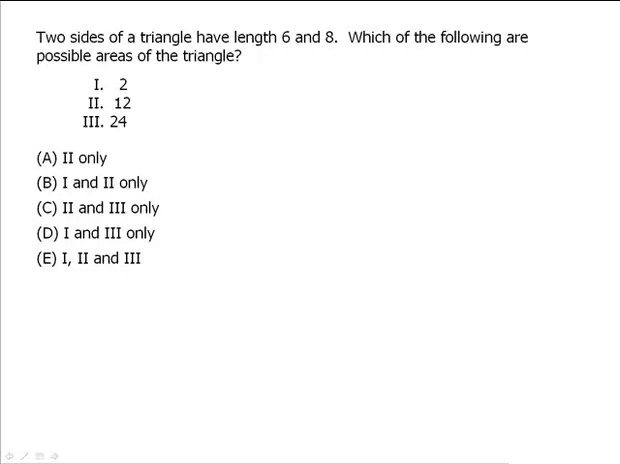 Two sides of a triangle have length 6 and 8.  Which of the following are
possible areas of the triangle?
I.  2
II.  12
III. 24
(A) II only
(B) I and II only
(C) II and III only
(D) I and III only
(E) I, II and III